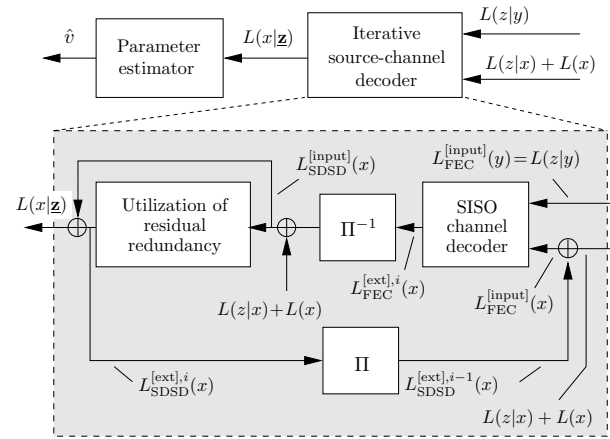 v̂
Parameter
estimator
L(x|z)
Iterative
source-channel
decoder
L(z|y)
L(z|x) + L(x)
L_SDSD^[input](x)
L_FEC^[input](y)=L(z|y)
L(x|z)
Utilization of
residual
redundancy
Π⁻¹
SISO
channel
decoder
L_FEC^[ext],i(x)
L_FEC^[input](x)
L(z|x)+L(x)
Π
L_SDSD^[ext],i(x)
L_SDSD^[ext],i−1(x)
L(z|x) + L(x)